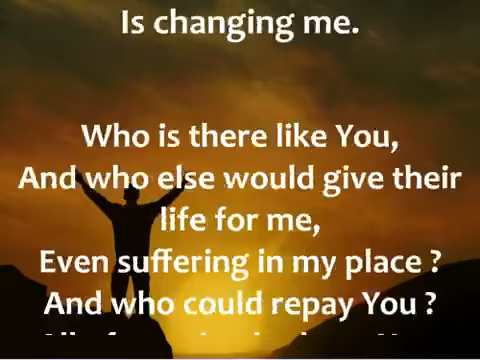 Is changing me.
Who is there like You,
And who else would give their
life for me,
Even suffering in my place ?
And who could repay You ?